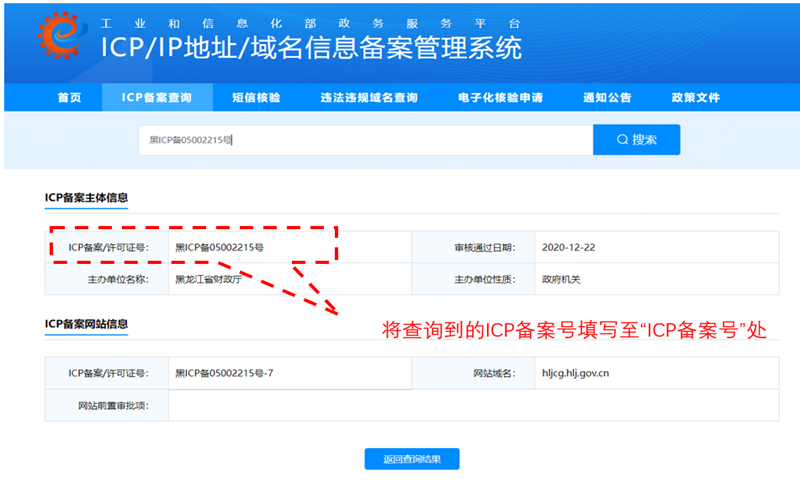 工业和信息化部政务服务平台
ICP/IP地址/域名信息备案管理系统
首页 ICP备案查询 短信核验 违法违规域名查询 电子化核验申请 通知公告 政策文件
黑ICP备05002215号 搜索
ICP备案主体信息
ICP备案/许可证号： 黑ICP备05002215号 审核通过日期： 2020-12-22
主办单位名称： 黑龙江省财政厅 主办单位性质： 政府机关
ICP备案网站信息
将查询到的ICP备案号填写至“ICP备案号”处
ICP备案/许可证号： 黑ICP备05002215号-7 网站域名： hljcg.hlj.gov.cn
网站前置审批项：
返回查询结果